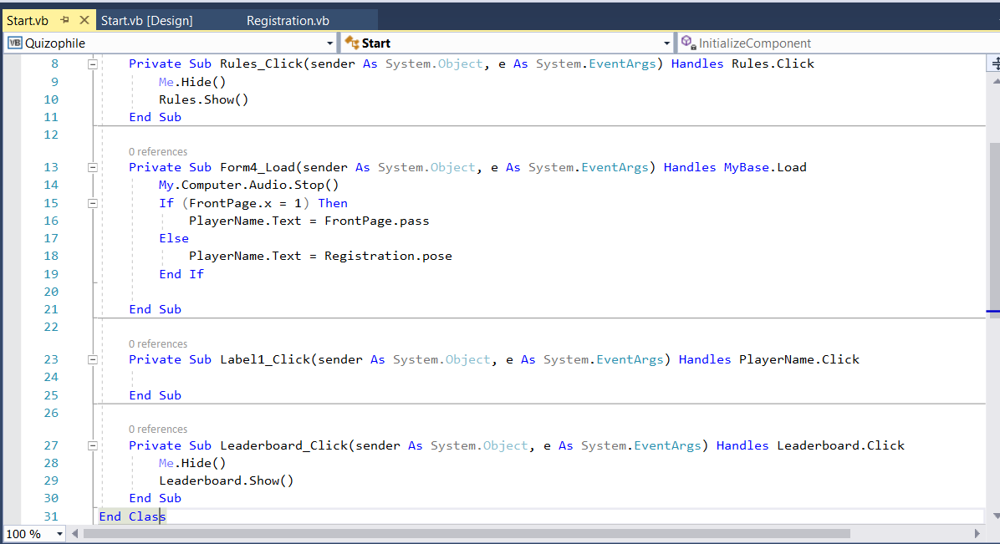 Start.vb Start.vb [Design] Registration.vb
VB Quizophile Start InitializeComponent
8 Private Sub Rules_Click(sender As System.Object, e As System.EventArgs) Handles Rules.Click
9 Me.Hide()
10 Rules.Show()
11 End Sub
12
0 references
13 Private Sub Form4_Load(sender As System.Object, e As System.EventArgs) Handles MyBase.Load
14 My.Computer.Audio.Stop()
15 If (FrontPage.x = 1) Then
16 PlayerName.Text = FrontPage.pass
17 Else
18 PlayerName.Text = Registration.pose
19 End If
20
21 End Sub
22
0 references
23 Private Sub Label1_Click(sender As System.Object, e As System.EventArgs) Handles PlayerName.Click
24
25 End Sub
26
0 references
27 Private Sub Leaderboard_Click(sender As System.Object, e As System.EventArgs) Handles Leaderboard.Click
28 Me.Hide()
29 Leaderboard.Show()
30 End Sub
31 End Class
100 %